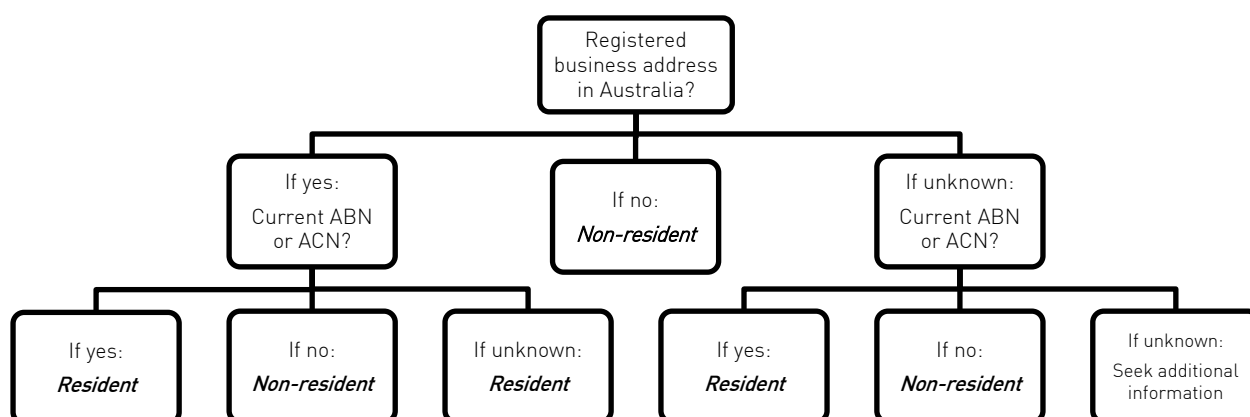 Registered
business address
in Australia?
If yes:
Current ABN
or ACN?
If no:
Non-resident
If unknown:
Current ABN
or ACN?
If yes:
Resident
If no:
Non-resident
If unknown:
Resident
If yes:
Resident
If no:
Non-resident
If unknown:
Seek additional
information